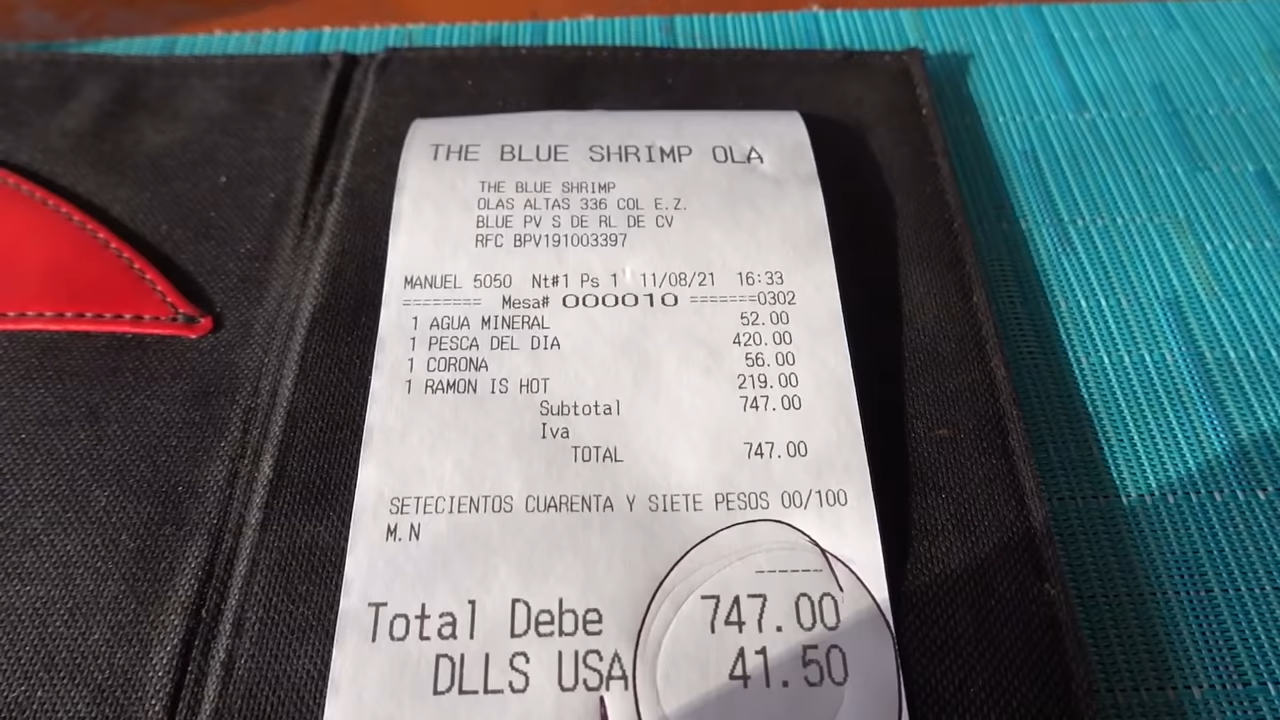 THE BLUE SHRIMP OLA
THE BLUE SHRIMP
OLAS ALTAS 336 COL E.Z.
BLUE PV S DE RL DE CV
RFC BPV191003397
MANUEL 5050 Nt#1 Ps 1 11/08/21 16:33
======== Mesa# 000010 =======0302
1 AGUA MINERAL 52.00
1 PESCA DEL DIA 420.00
1 CORONA 56.00
1 RAMON IS HOT 219.00
Subtotal 747.00
Iva
TOTAL 747.00
SETECIENTOS CUARENTA Y SIETE PESOS 00/100
M.N
------
Total Debe 747.00
DLLS USA 41.50